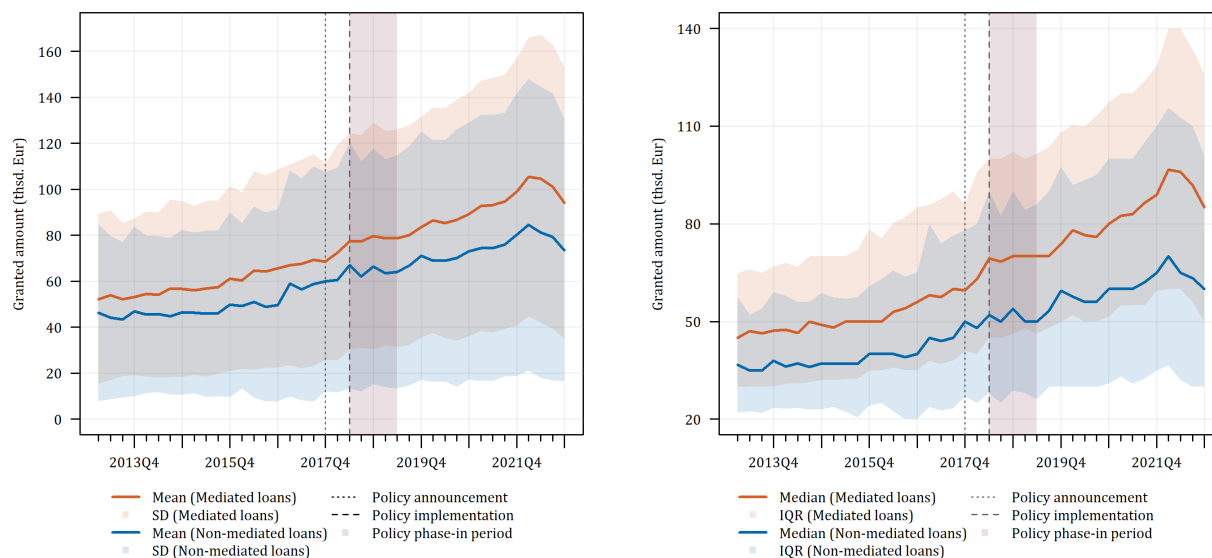 Granted amount (thsd. Eur)
160
140
120
100
80
60
40
20
0
2013Q4 2015Q4 2017Q4 2019Q4 2021Q4
Mean (Mediated loans)
SD (Mediated loans)
Mean (Non-mediated loans)
SD (Non-mediated loans)
Policy announcement
Policy implementation
Policy phase-in period
Granted amount (thsd. Eur)
140
110
80
50
20
2013Q4 2015Q4 2017Q4 2019Q4 2021Q4
Median (Mediated loans)
IQR (Mediated loans)
Median (Non-mediated loans)
IQR (Non-mediated loans)
Policy announcement
Policy implementation
Policy phase-in period